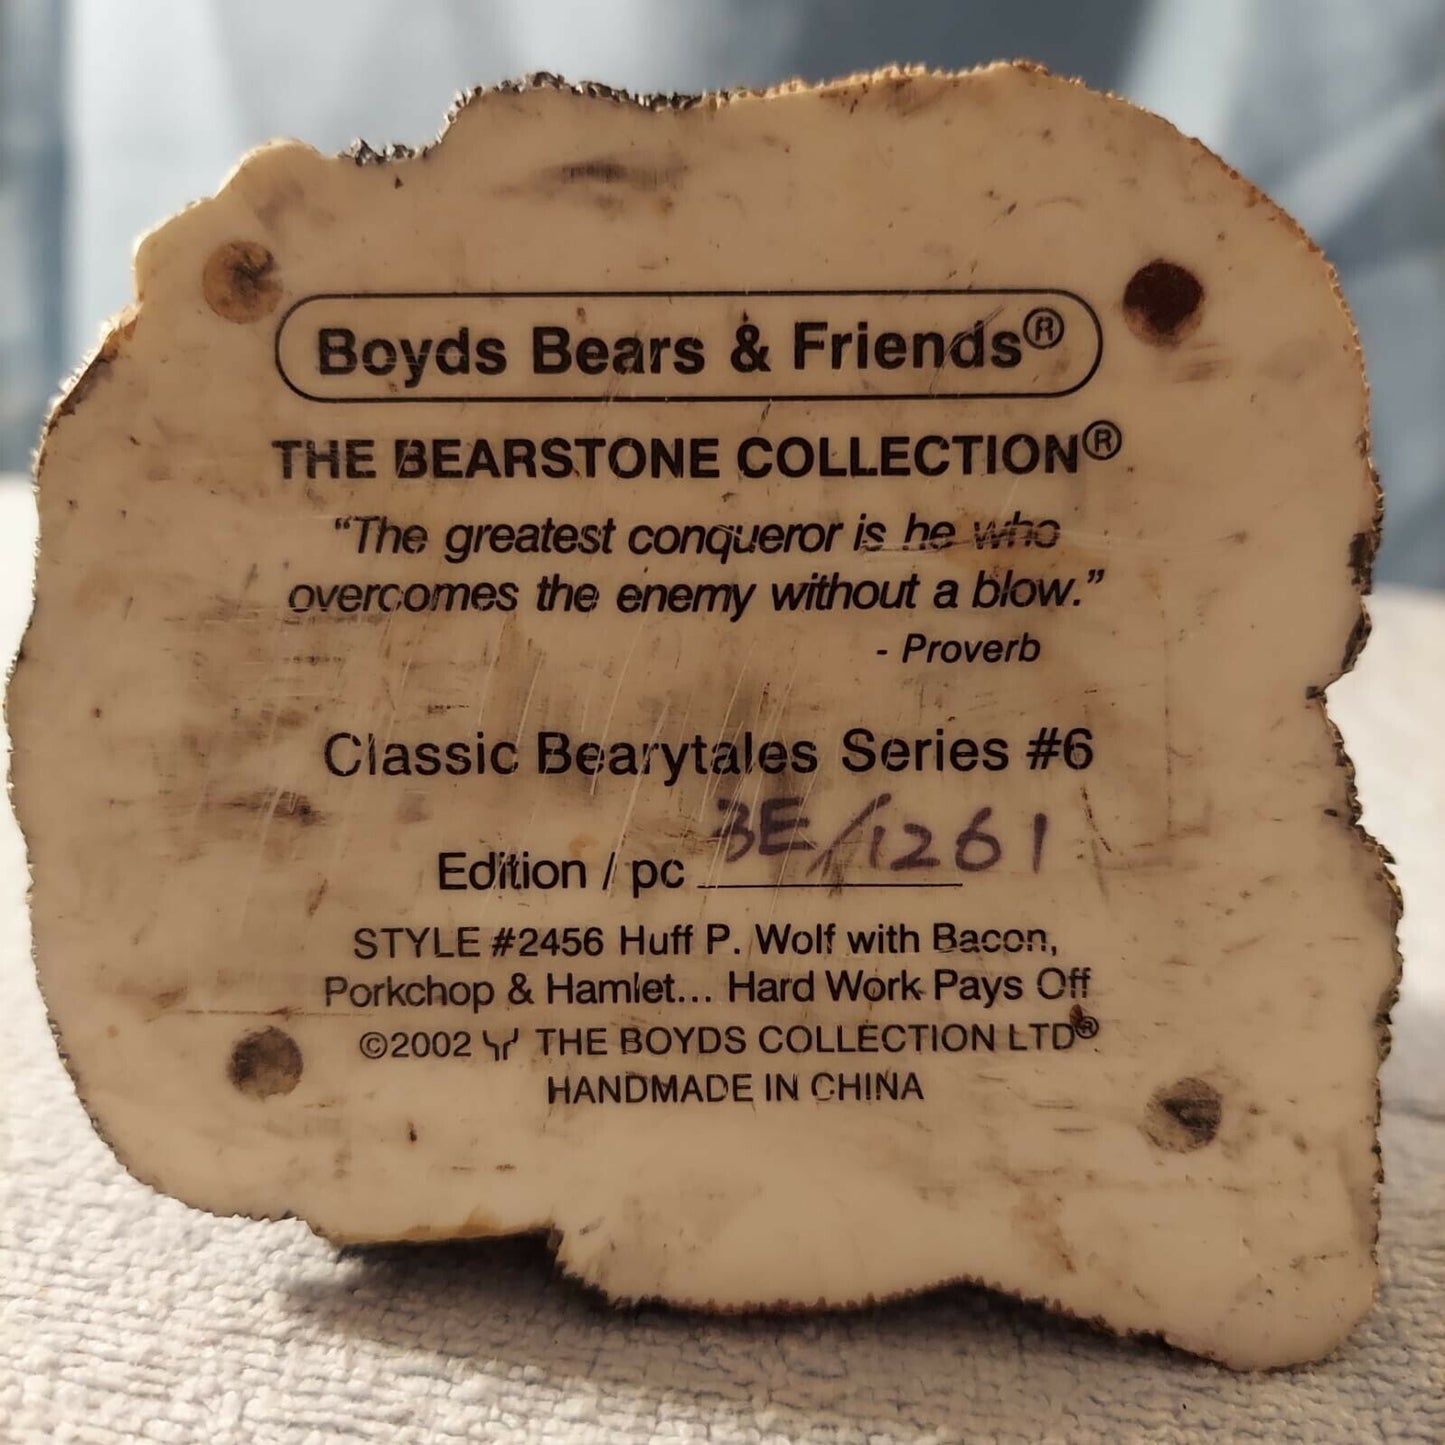 Boyds Bears & Friends®
THE BEARSTONE COLLECTION®
“The greatest conqueror is he who
overcomes the enemy without a blow.”
- Proverb
Classic Bearytales Series #6
Edition / pc 3E/1261
STYLE #2456 Huff P. Wolf with Bacon,
Porkchop & Hamlet... Hard Work Pays Off
©2002 THE BOYDS COLLECTION LTD®
HANDMADE IN CHINA